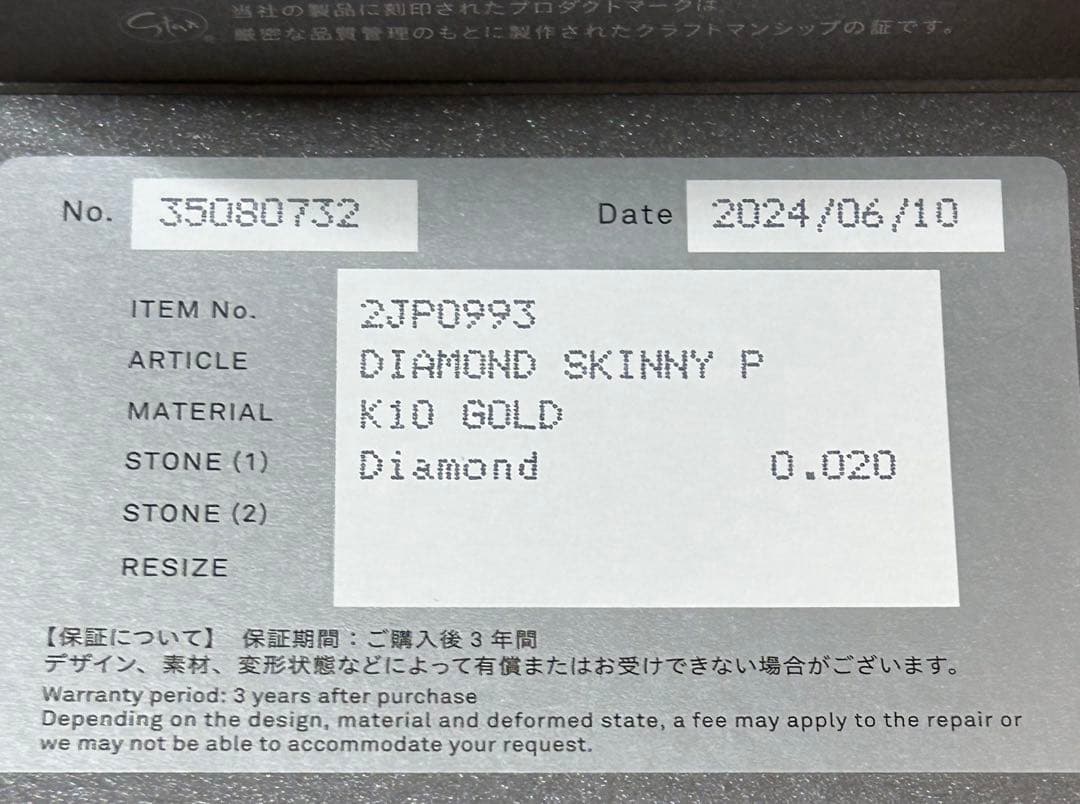 Star
当社の製品に刻印されたプロダクトマークは、
厳密な品質管理のもとに製作されたクラフトマンシップの証です。
No. 35080732 Date 2024/06/10
ITEM No. 2JP0993
ARTICLE DIAMOND SKINNY P
MATERIAL K10 GOLD
STONE (1) Diamond 0.020
STONE (2)
RESIZE
【保証について】 保証期間：ご購入後3年間
デザイン、素材、変形状態などによって有償またはお受けできない場合がございます。
Warranty period: 3 years after purchase
Depending on the design, material and deformed state, a fee may apply to the repair or
we may not be able to accommodate your request.